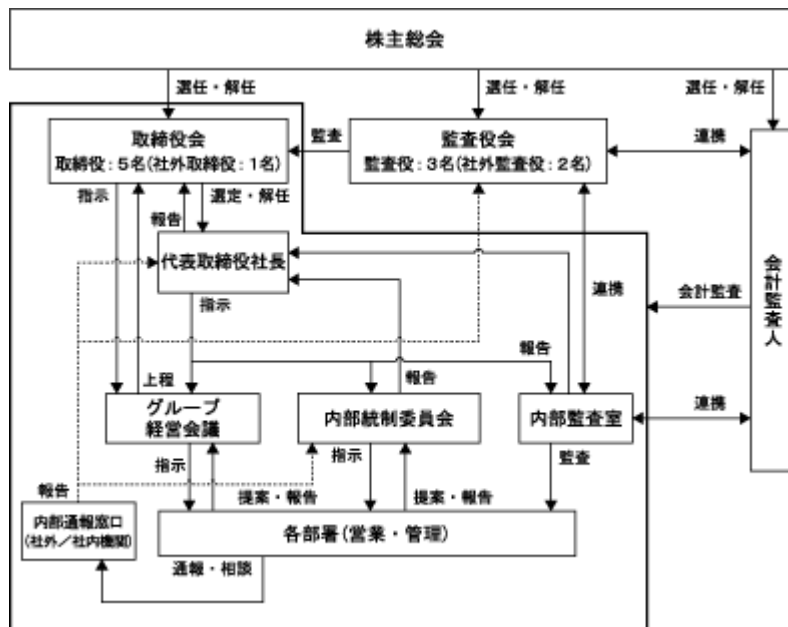 株主総会
選任・解任
選任・解任
選任・解任
取締役会
取締役:5名(社外取締役:1名)
監査
監査役会
監査役:3名(社外監査役:2名)
連携
指示
報告
選定・解任
代表取締役社長
指示
連携
会計監査
会計監査人
報告
上程
報告
グループ
経営会議
内部統制委員会
内部監査室
連携
指示
指示
監査
報告
提案・報告
提案・報告
内部通報窓口
(社外/社内機関)
各部署(営業・管理)
通報・相談